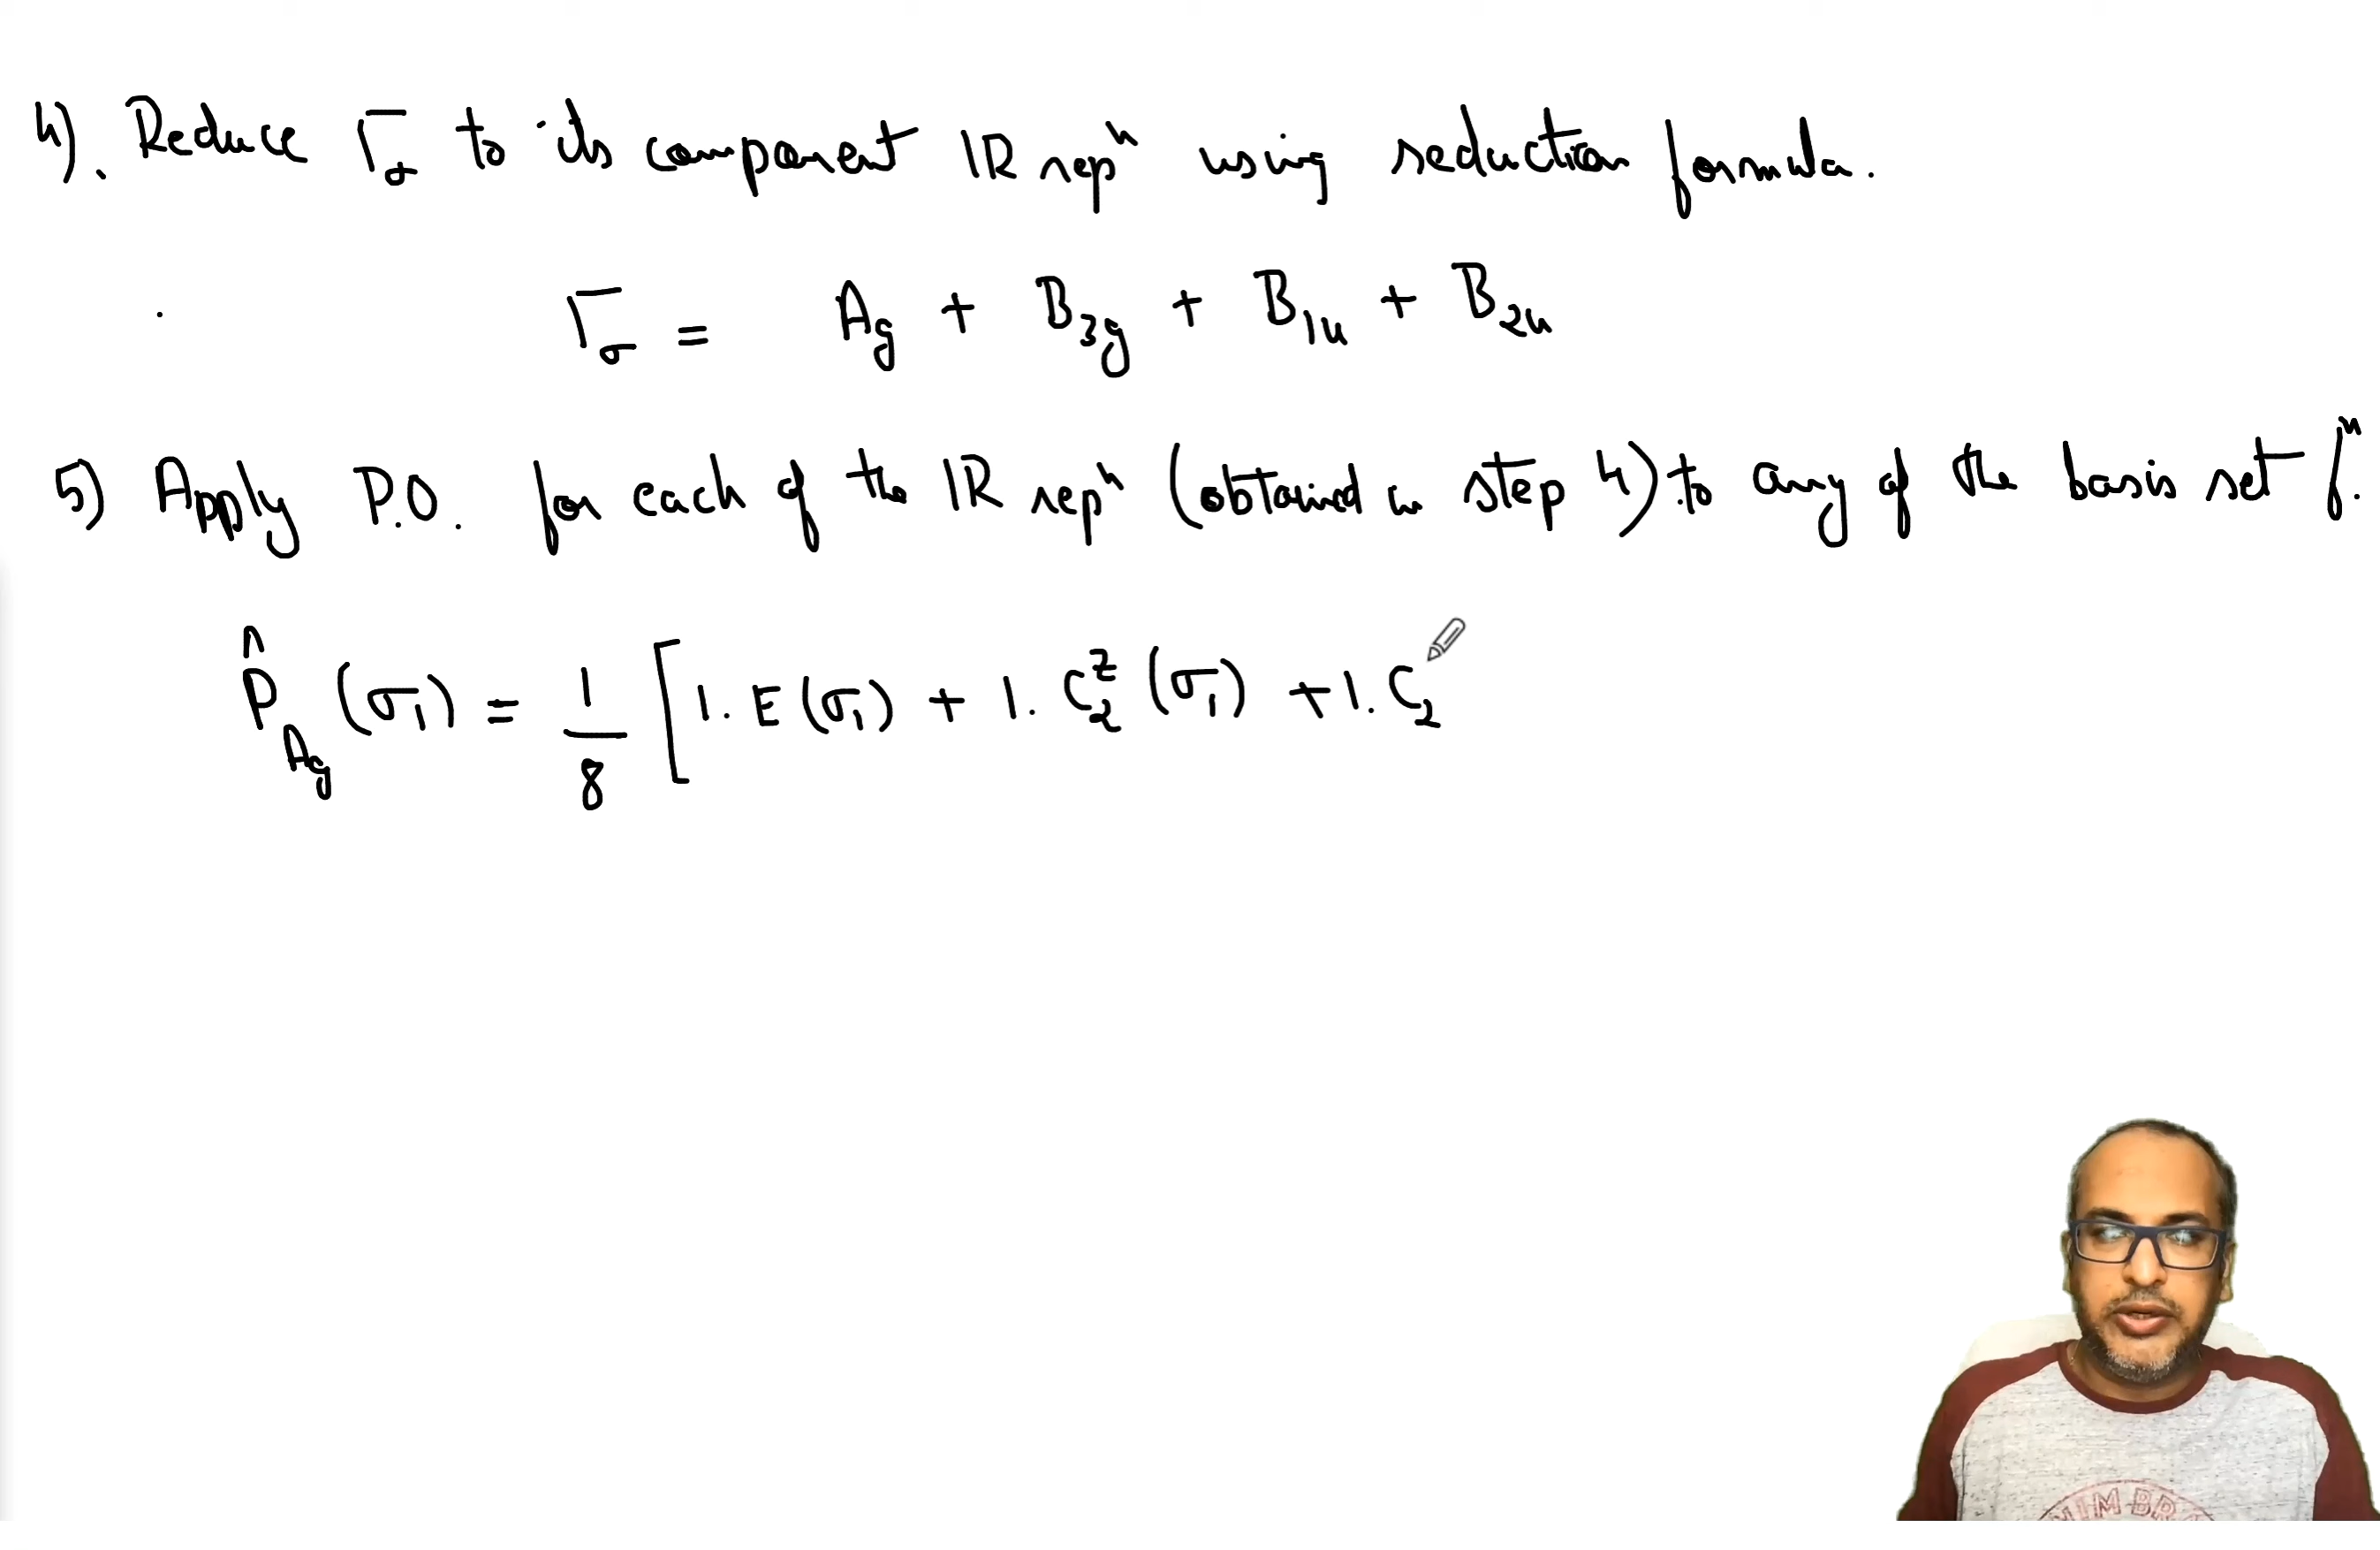 4). Reduce Γσ to its component IR repⁿ using reduction formula.
Γσ = Ag + B3g + B1u + B2u
5) Apply P.O. for each of the IR repⁿ (obtained in step 4) to any of the basis set fⁿ.
P̂Ag (σ₁) = 1/8 [1. E (σ₁) + 1. C₂ᶻ (σ₁) + 1. C₂